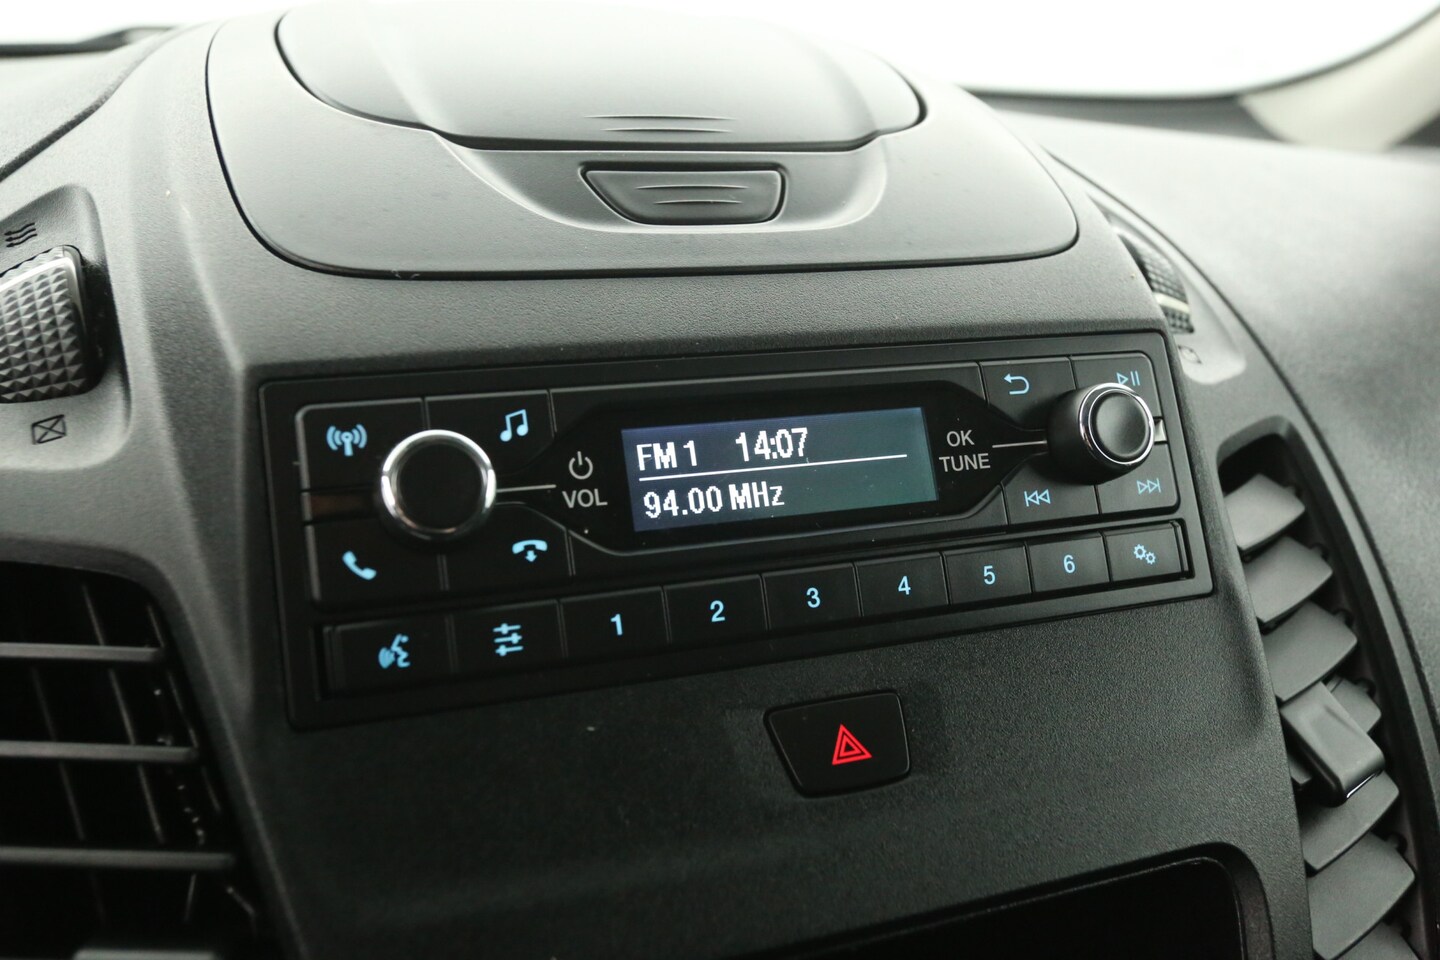 FM 1 14:07
94.00 MHz
VOL
OK
TUNE
1 2 3 4 5 6